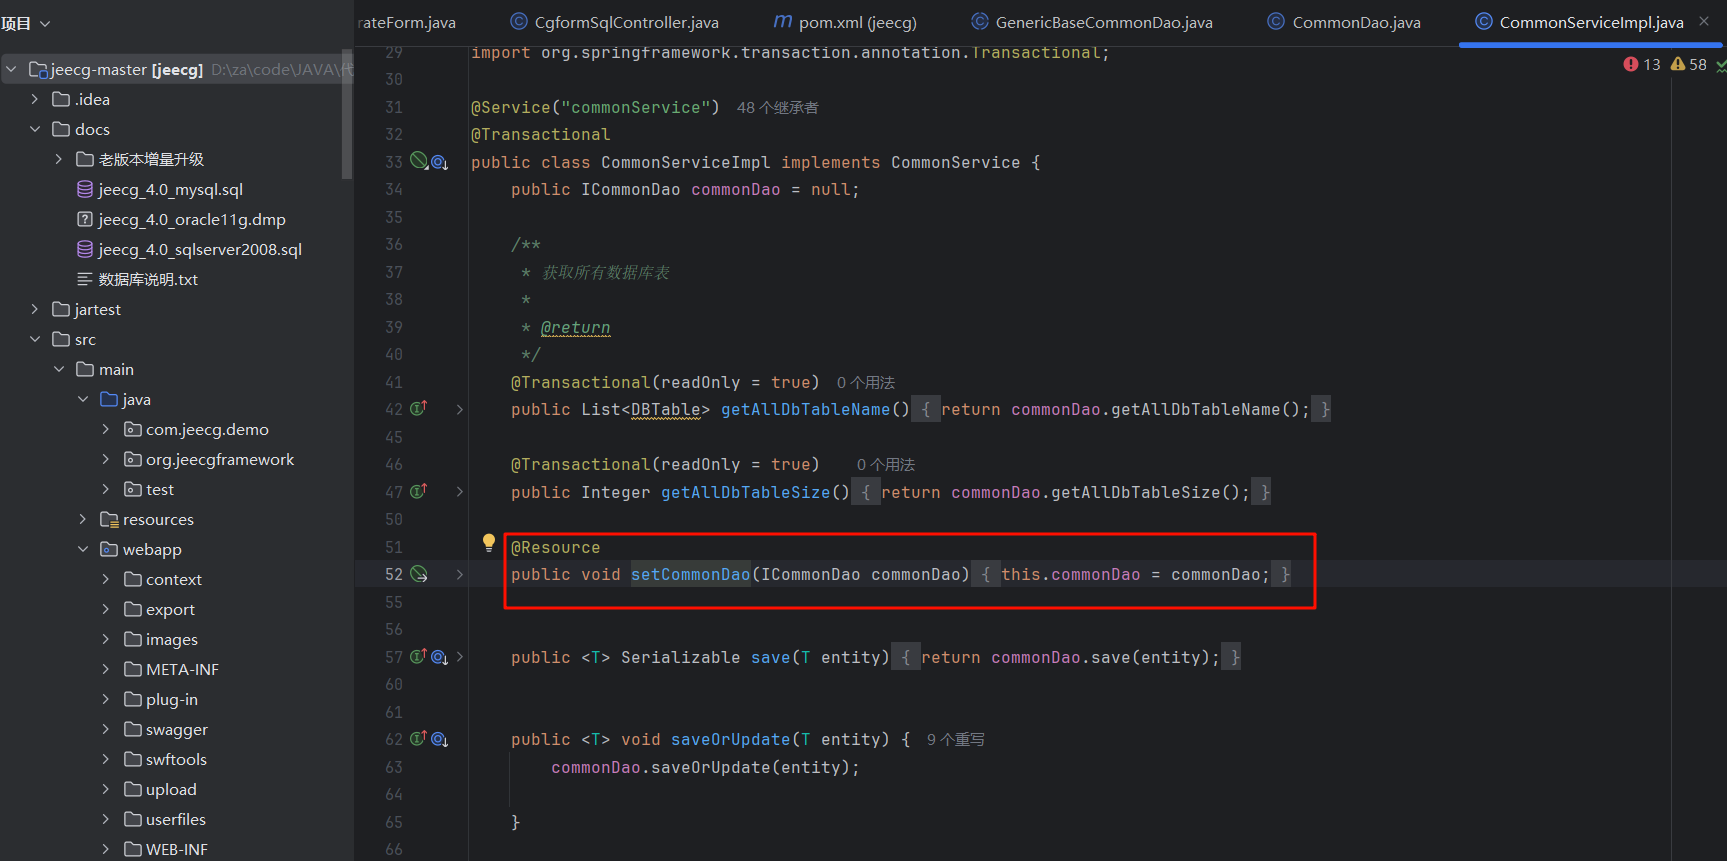 项目
rateForm.java
CgformSqlController.java
pom.xml (jeecg)
GenericBaseCommonDao.java
CommonDao.java
CommonServiceImpl.java
jeecg-master [jeecg] D:\za\code\JAVA\代
.idea
docs
老版本增量升级
jeecg_4.0_mysql.sql
jeecg_4.0_oracle11g.dmp
jeecg_4.0_sqlserver2008.sql
数据库说明.txt
jartest
src
main
java
com.jeecg.demo
org.jeecgframework
test
resources
webapp
context
export
images
META-INF
plug-in
swagger
swftools
upload
userfiles
WEB-INF
13 58
29 import org.springframework.transaction.annotation.Transactional;
30
31 @Service("commonService") 48 个继承者
32 @Transactional
33 public class CommonServiceImpl implements CommonService {
34 public ICommonDao commonDao = null;
35
36 /**
37 * 获取所有数据库表
38 *
39 * @return
40 */
41 @Transactional(readOnly = true) 0 个用法
42 public List<DBTable> getAllDbTableName() { return commonDao.getAllDbTableName(); }
45
46 @Transactional(readOnly = true) 0 个用法
47 public Integer getAllDbTableSize() { return commonDao.getAllDbTableSize(); }
50
51 @Resource
52 public void setCommonDao(ICommonDao commonDao) { this.commonDao = commonDao; }
55
56
57 public <T> Serializable save(T entity) { return commonDao.save(entity); }
60
61
62 public <T> void saveOrUpdate(T entity) { 9 个重写
63 commonDao.saveOrUpdate(entity);
64
65 }
66